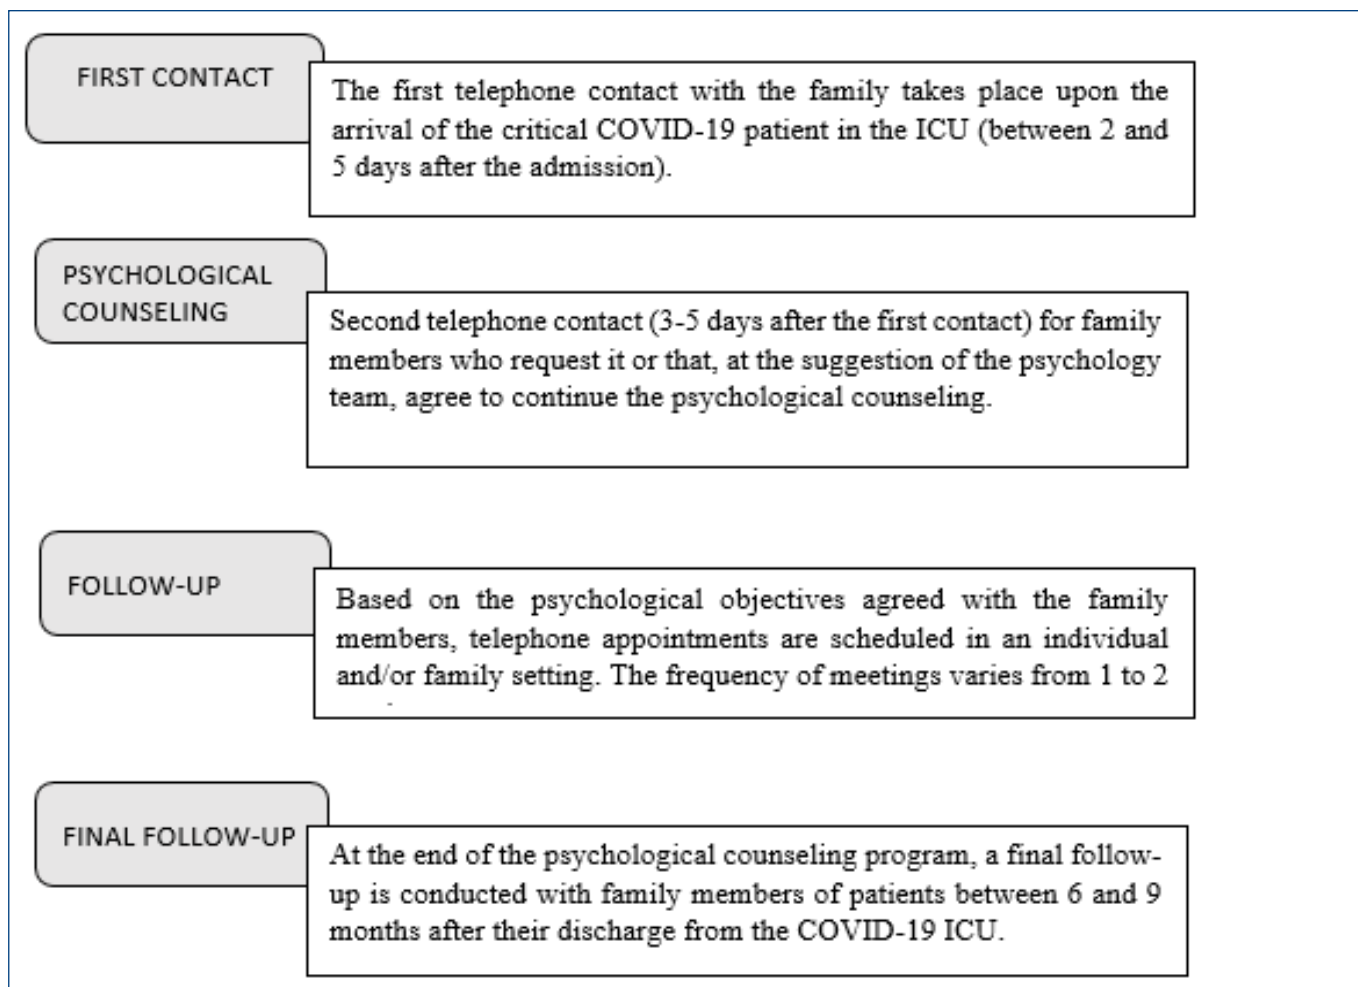 FIRST CONTACT
The first telephone contact with the family takes place upon the
arrival of the critical COVID-19 patient in the ICU (between 2 and
5 days after the admission).
PSYCHOLOGICAL
COUNSELING
Second telephone contact (3-5 days after the first contact) for family
members who request it or that, at the suggestion of the psychology
team, agree to continue the psychological counseling.
FOLLOW-UP
Based on the psychological objectives agreed with the family
members, telephone appointments are scheduled in an individual
and/or family setting. The frequency of meetings varies from 1 to 2
FINAL FOLLOW-UP
At the end of the psychological counseling program, a final follow-
up is conducted with family members of patients between 6 and 9
months after their discharge from the COVID-19 ICU.